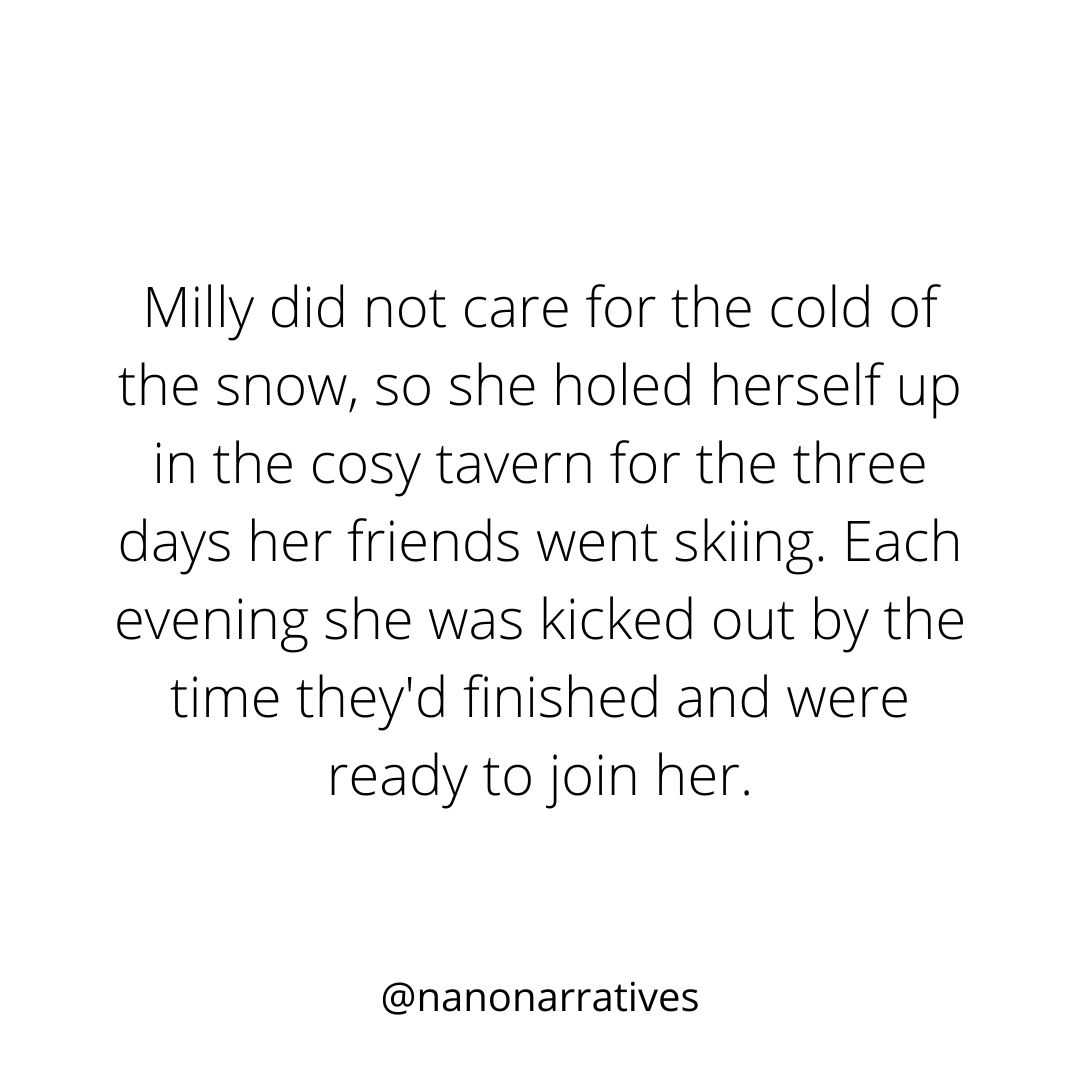 Milly did not care for the cold of
the snow, so she holed herself up
in the cosy tavern for the three
days her friends went skiing. Each
evening she was kicked out by the
time they'd finished and were
ready to join her.
@nanonarratives